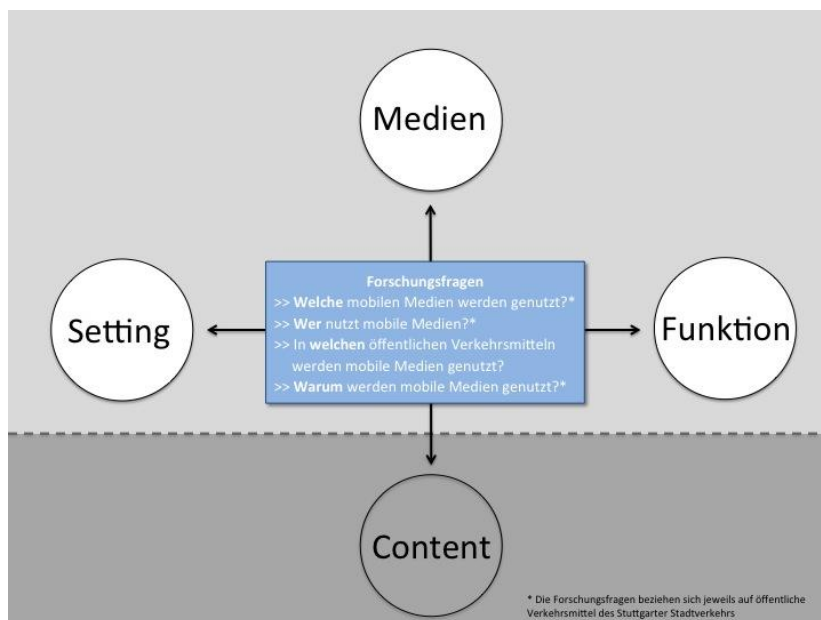 Medien
Setting
Forschungsfragen
>> Welche mobilen Medien werden genutzt?*
>> Wer nutzt mobile Medien?*
>> In welchen öffentlichen Verkehrsmitteln
werden mobile Medien genutzt?
>> Warum werden mobile Medien genutzt?*
Funktion
Content
* Die Forschungsfragen beziehen sich jeweils auf öffentliche
Verkehrsmittel des Stuttgarter Stadtverkehrs